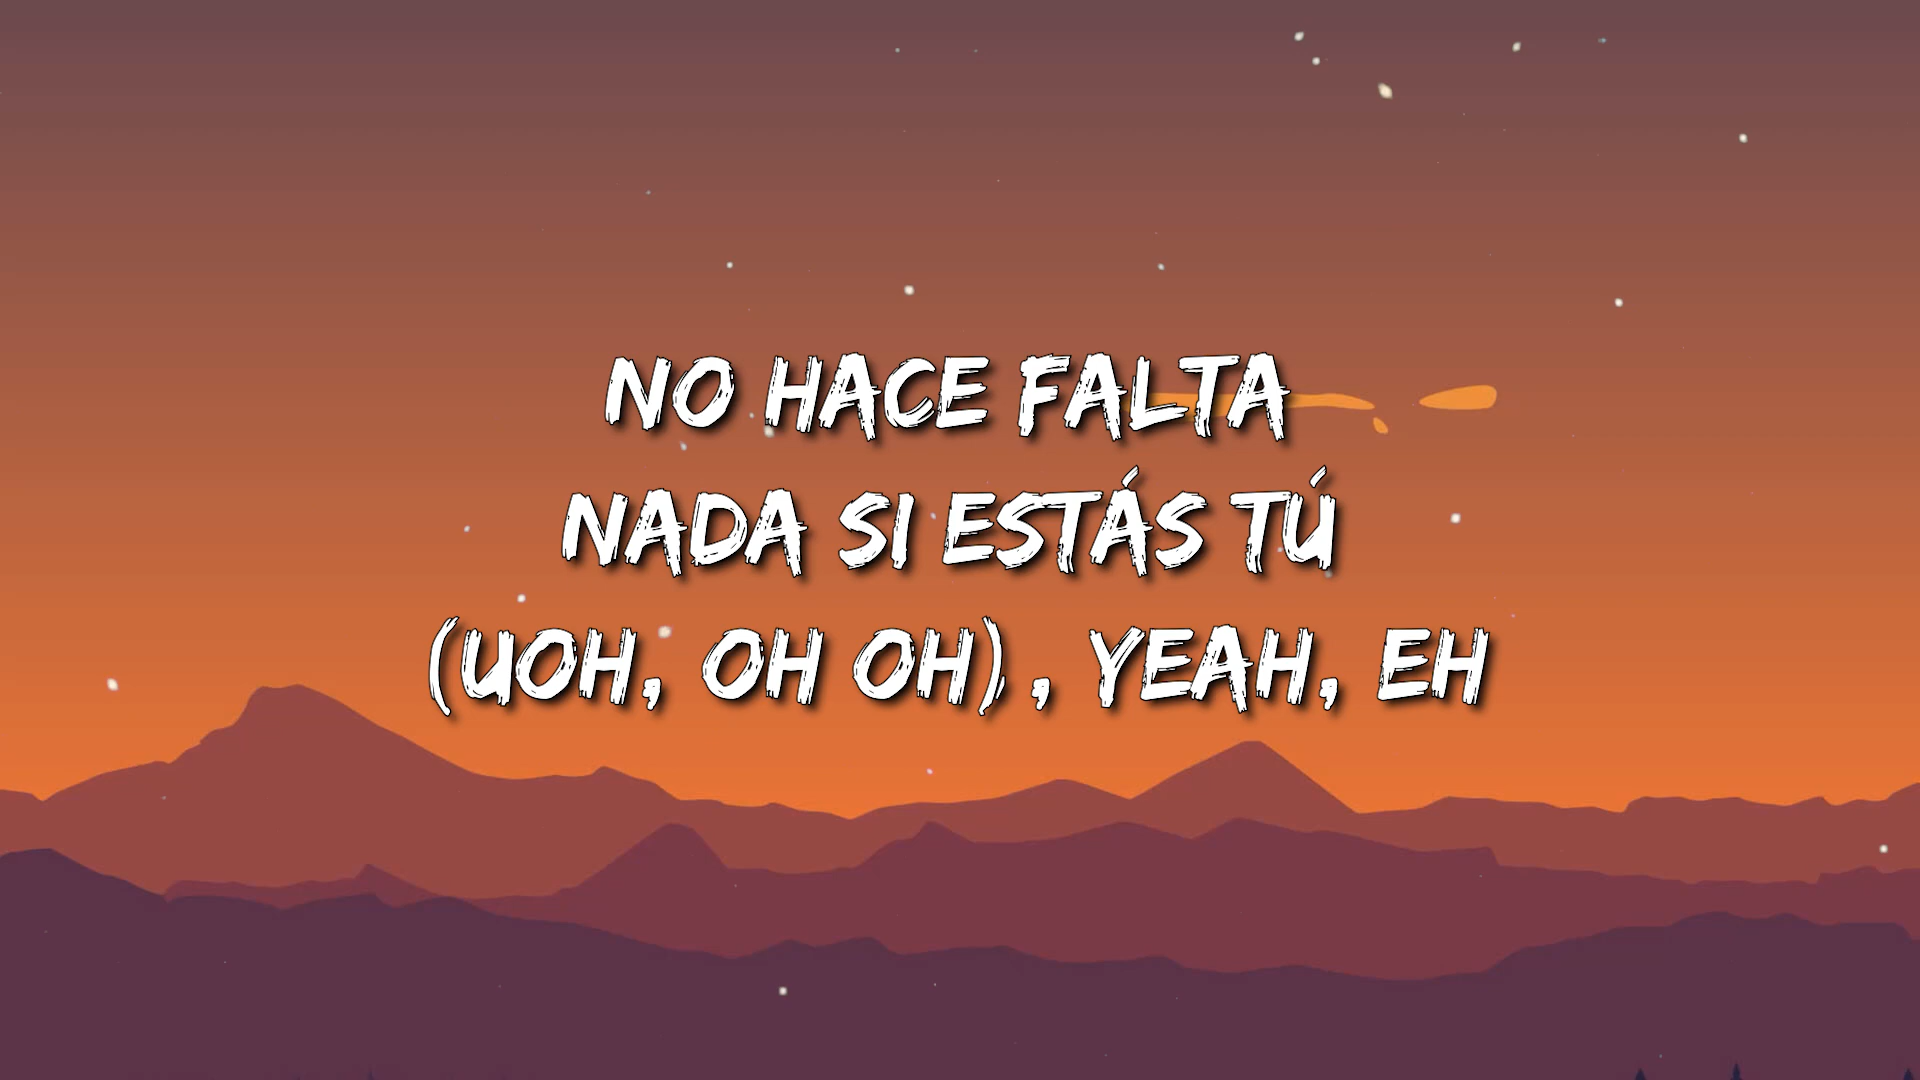 NO HACE FALTA
NADA SI ESTÁS TÚ
(UOH, OH OH) , YEAH, EH